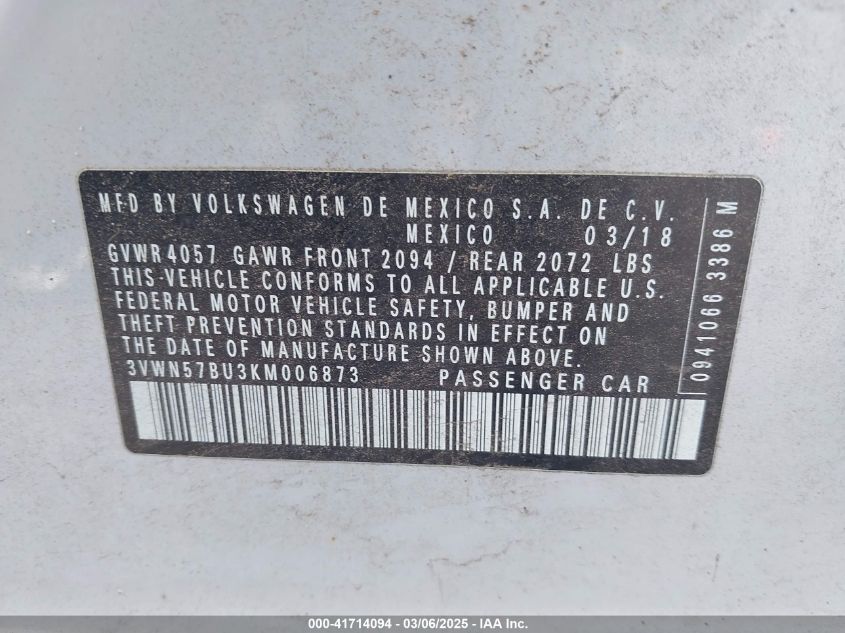 MFD BY VOLKSWAGEN DE MEXICO S.A. DE C.V.
MEXICO 03/18
GVWR 4057 GAWR FRONT 2094 / REAR 2072 LBS
THIS-VEHICLE CONFORMS TO ALL APPLICABLE U.S.
FEDERAL MOTOR VEHICLE SAFETY, BUMPER AND
THEFT PREVENTION STANDARDS IN EFFECT ON
THE DATE OF MANUFACTURE SHOWN ABOVE.
3VWN57BU3KM006873 PASSENGER CAR
0941066 3386 M
000-41714094 - 03/06/2025 - IAA Inc.